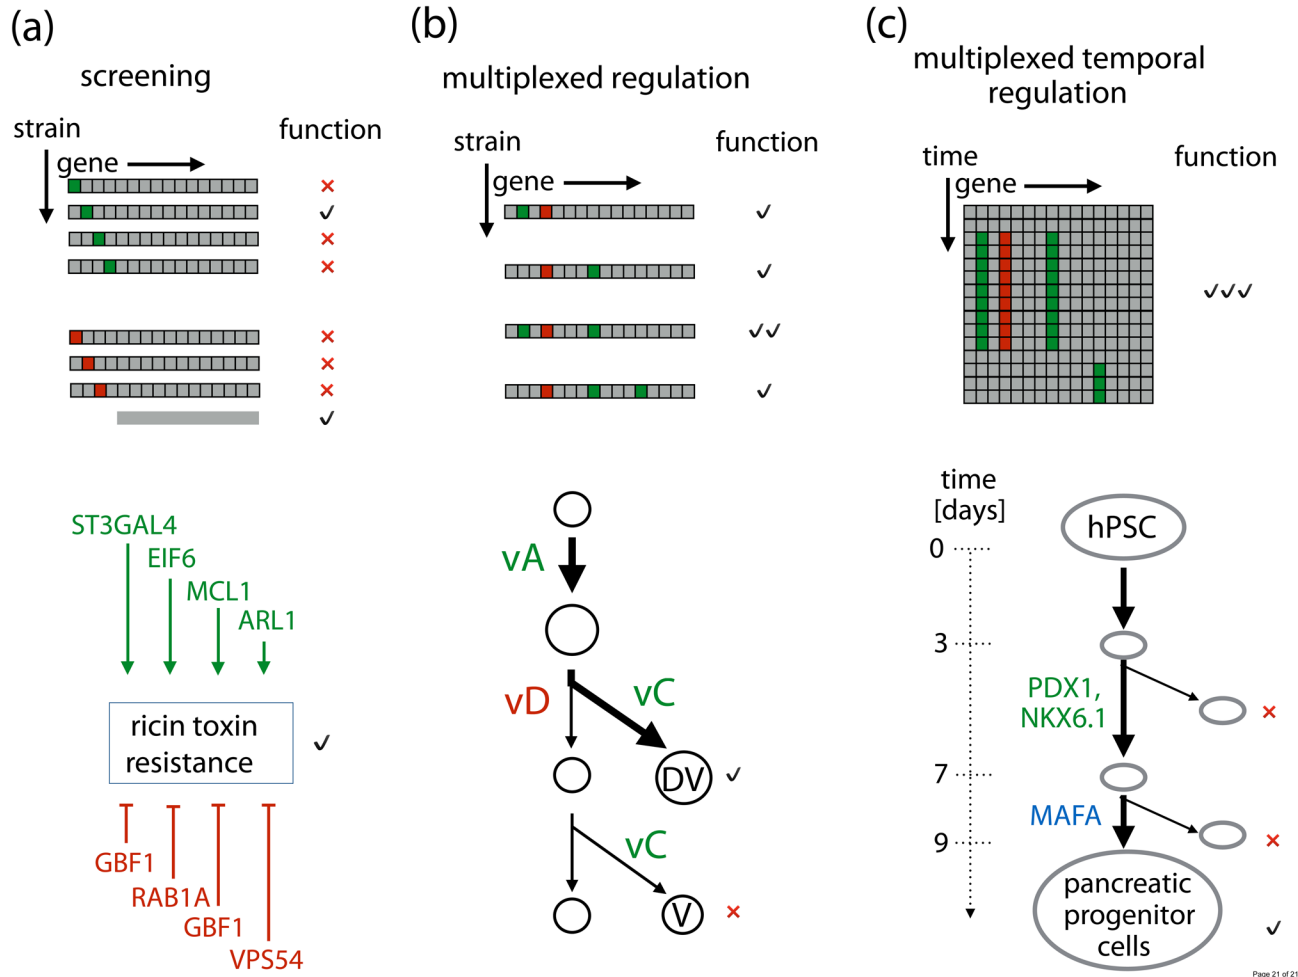 (a)
screening
strain
function
gene
×
✓
×
×
×
×
×
✓
ST3GAL4
EIF6
MCL1
ARL1
ricin toxin
resistance
✓
GBF1
RAB1A
GBF1
VPS54
(b)
multiplexed regulation
strain
function
gene
✓
✓
✓✓
✓
vA
vD
vC
DV
✓
vC
V
×
(c)
multiplexed temporal
regulation
time
function
gene
✓✓✓
time
[days]
hPSC
0
3
PDX1,
NKX6.1
×
7
MAFA
×
9
pancreatic
progenitor
cells
✓
Page 21 of 21